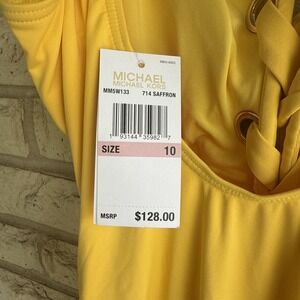 MICHAEL
MICHAEL KORS
MM5W133 714 SAFFRON
1 93144 35982 7
SIZE 10
MSRP $128.00